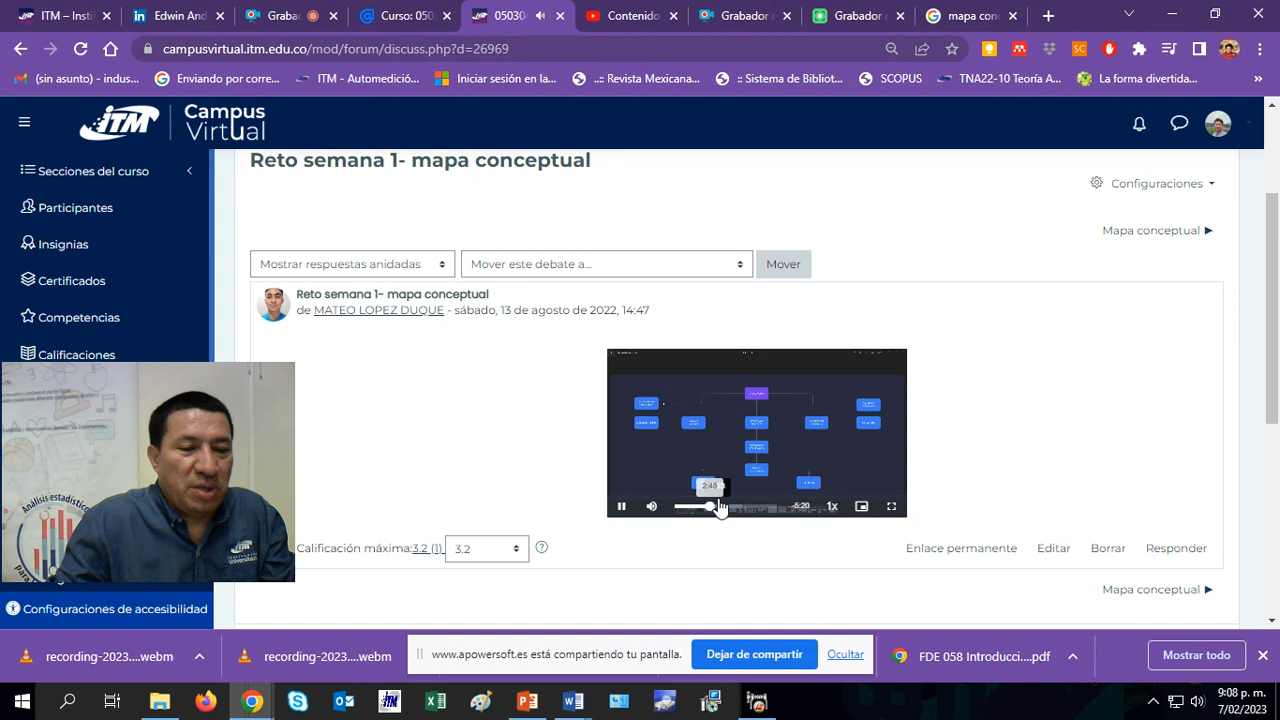 ITM – Insti
Edwin And
Grabac
Curso: 050
05030
Contenido
Grabador d
Grabador d
mapa con
campusvirtual.itm.edu.co/mod/forum/discuss.php?d=26969
(sin asunto) - indus...
Enviando por corre...
ITM - Automedició...
Iniciar sesión en la...
..:: Revista Mexicana...
:: Sistema de Bibliot...
SCOPUS
TNA22-10 Teoría A...
La forma divertida...
»
iTM
Campus
Virtual
Secciones del curso
Participantes
Insignias
Certificados
Competencias
Calificaciones
Configuraciones de accesibilidad
Reto semana 1- mapa conceptual
Configuraciones
Mapa conceptual ►
Mostrar respuestas anidadas
Mover este debate a...
Mover
Reto semana 1- mapa conceptual
de MATEO LOPEZ DUQUE - sábado, 13 de agosto de 2022, 14:47
2:48
-5:20
1x
Calificación máxima:3.2 (1)
3.2
Enlace permanente
Editar
Borrar
Responder
Mapa conceptual ►
Análisis estadístico
para
iTM
recording-2023....webm
recording-2023....webm
www.apowersoft.es está compartiendo tu pantalla.
Dejar de compartir
Ocultar
FDE 058 Introducci....pdf
Mostrar todo
9:08 p. m.
7/02/2023